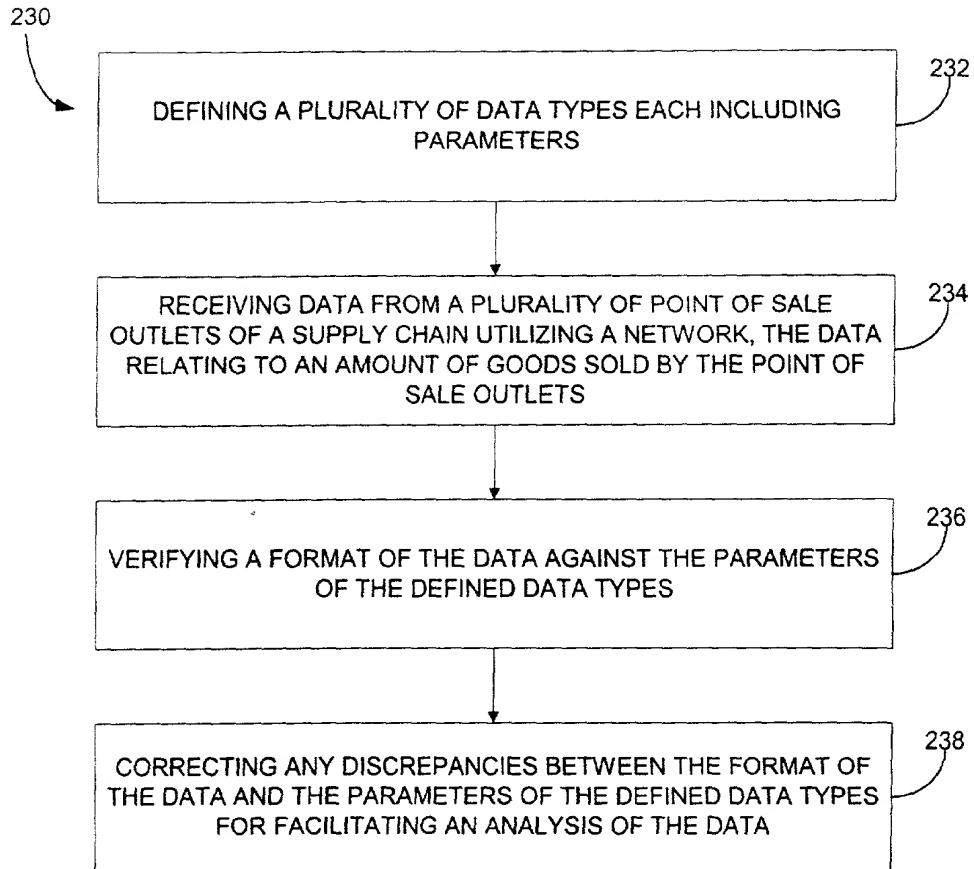 230
232
DEFINING A PLURALITY OF DATA TYPES EACH INCLUDING
PARAMETERS
234
RECEIVING DATA FROM A PLURALITY OF POINT OF SALE
OUTLETS OF A SUPPLY CHAIN UTILIZING A NETWORK, THE DATA
RELATING TO AN AMOUNT OF GOODS SOLD BY THE POINT OF
SALE OUTLETS
236
VERIFYING A FORMAT OF THE DATA AGAINST THE PARAMETERS
OF THE DEFINED DATA TYPES
238
CORRECTING ANY DISCREPANCIES BETWEEN THE FORMAT OF
THE DATA AND THE PARAMETERS OF THE DEFINED DATA TYPES
FOR FACILITATING AN ANALYSIS OF THE DATA